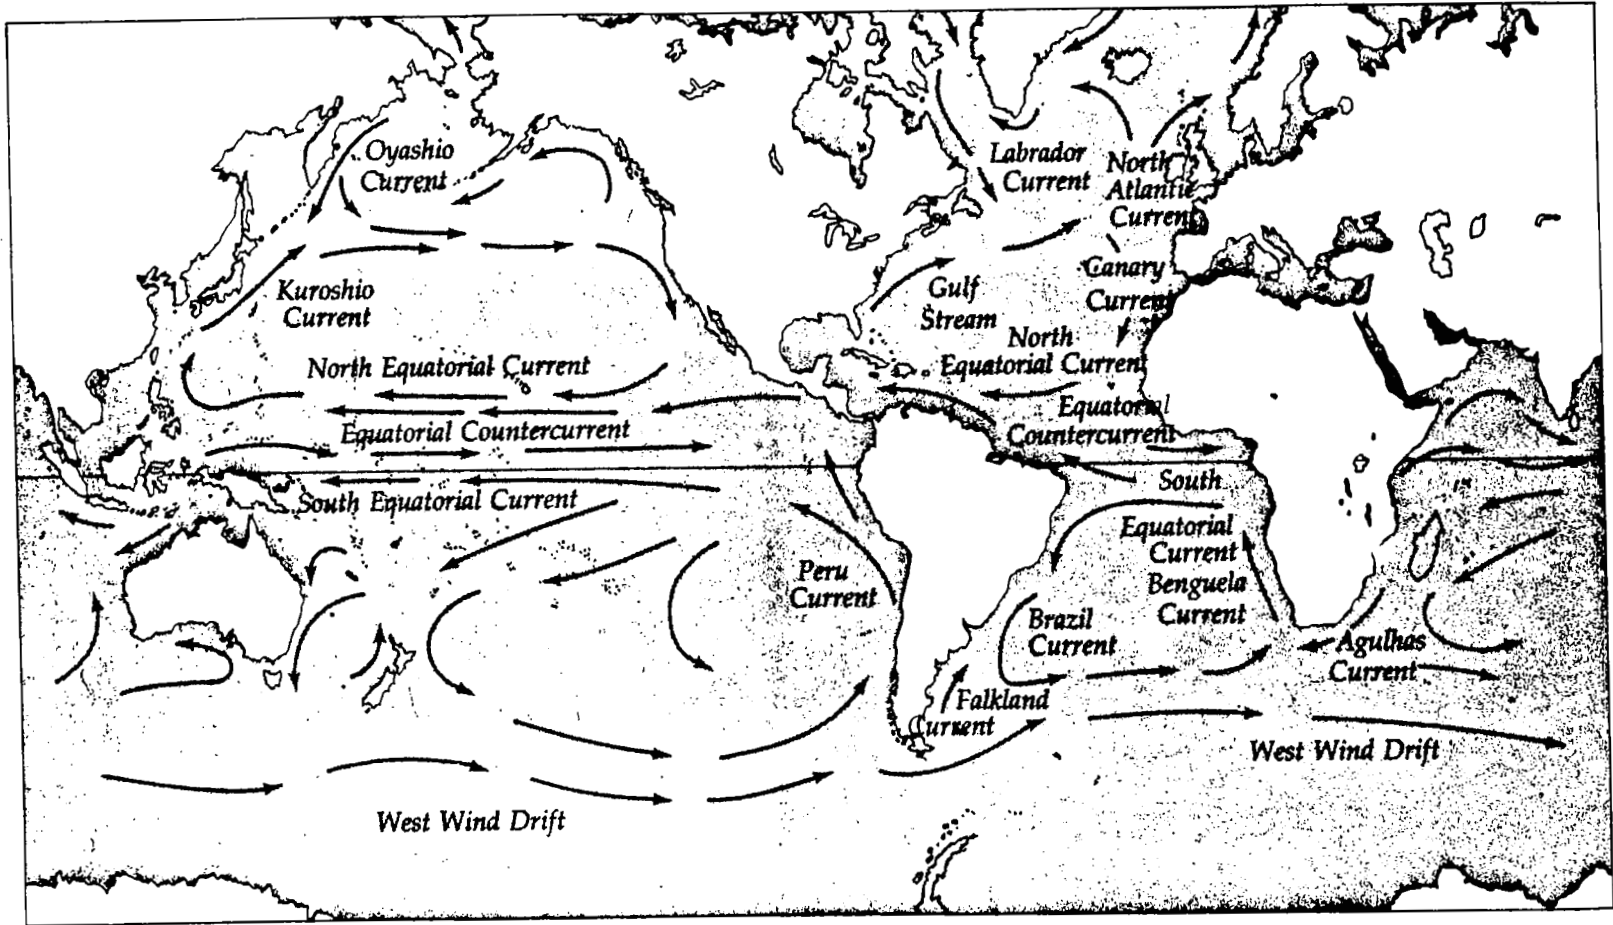 Oyashio
Current
Kuroshio
Current
North Equatorial Current
Equatorial Countercurrent
South Equatorial Current
West Wind Drift
Peru
Current
Labrador
Current
North
Atlantic
Current
Canary
Current
Gulf
Stream
North
Equatorial Current
Equatorial
Countercurrent
South
Equatorial
Current
Benguela
Current
Brazil
Current
Falkland
Current
Agulhas
Current
West Wind Drift